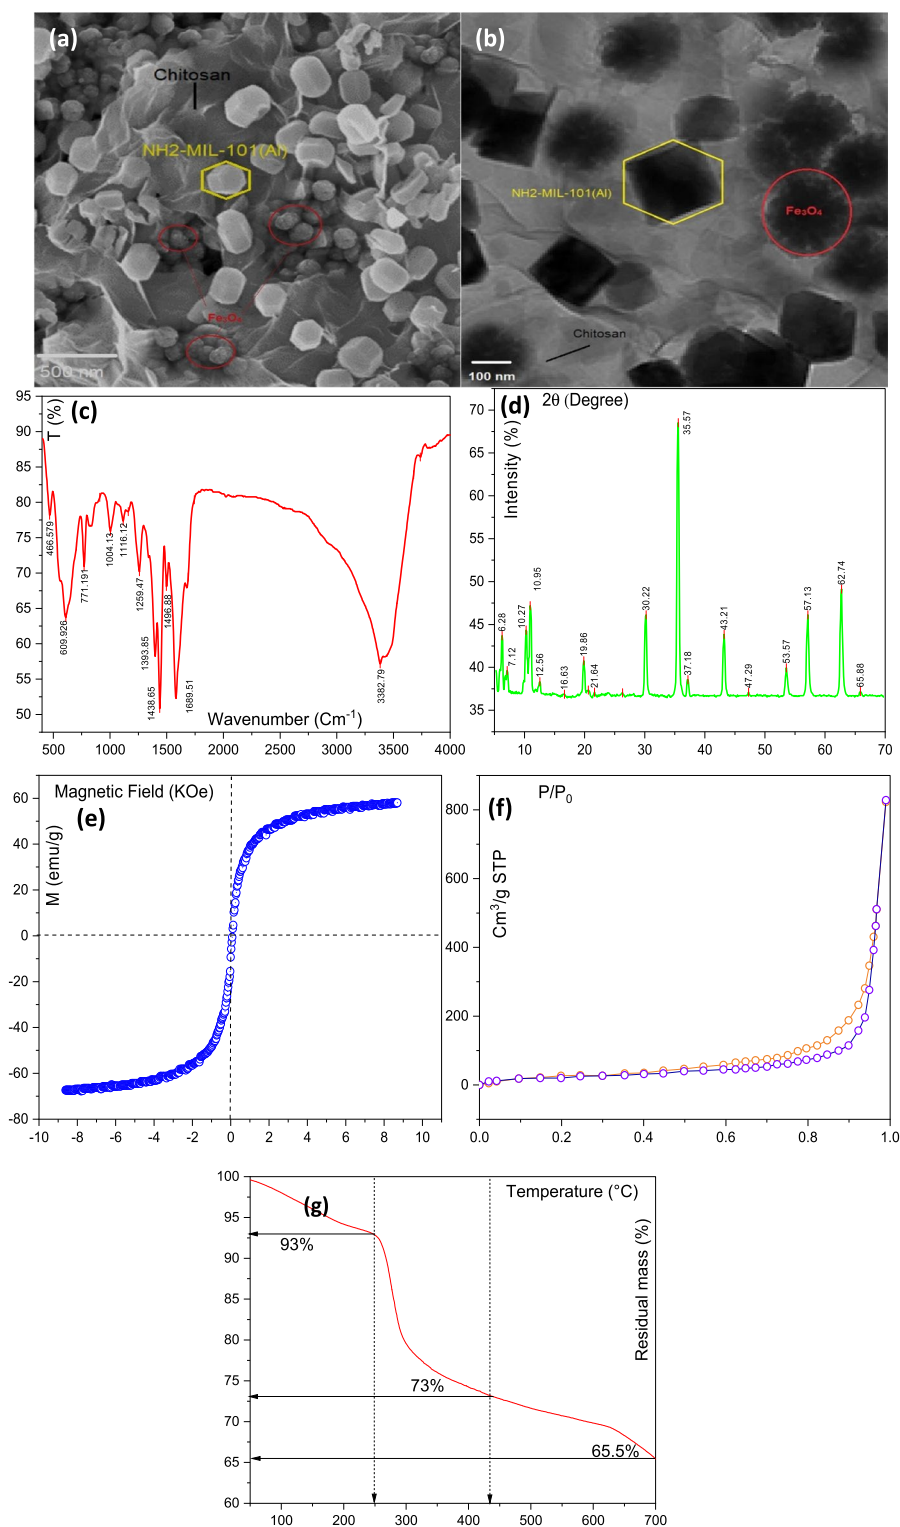 (a)
Chitosan
NH2-MIL-101(Al)
Fe₃O₄
500 nm
(b)
NH2-MIL-101(Al)
Fe₃O₄
Chitosan
100 nm
(c)
T (%)
95
90
85
80
75
70
65
60
55
50
466.579
609.926
771.191
1004.13
1116.12
1259.47
1393.85
1438.65
1496.88
1689.51
3382.79
Wavenumber (Cm⁻¹)
500 1000 1500 2000 2500 3000 3500 4000
(d)
2θ (Degree)
Intensity (%)
70
65
60
55
50
45
40
35
6.28
7.12
10.27
10.95
12.56
16.63
19.86
21.64
30.22
35.57
37.18
43.21
47.29
53.57
57.13
62.74
65.88
10 20 30 40 50 60 70
Magnetic Field (KOe)
(e)
M (emu/g)
60
40
20
0
-20
-40
-60
-80
-10 -8 -6 -4 -2 0 2 4 6 8 10
P/P₀
(f)
Cm³/g STP
800
600
400
200
0
0.0 0.2 0.4 0.6 0.8 1.0
Temperature (°C)
(g)
Residual mass (%)
100
95
90
85
80
75
70
65
60
93%
73%
65.5%
100 200 300 400 500 600 700